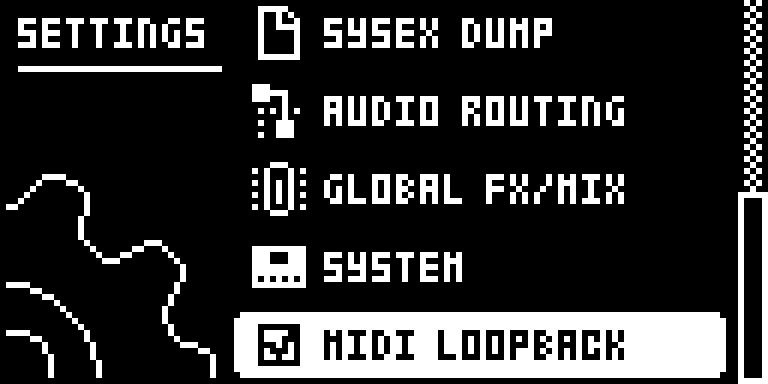 SETTINGS
SYSEX DUMP
AUDIO ROUTING
GLOBAL FX/MIX
SYSTEM
MIDI LOOPBACK